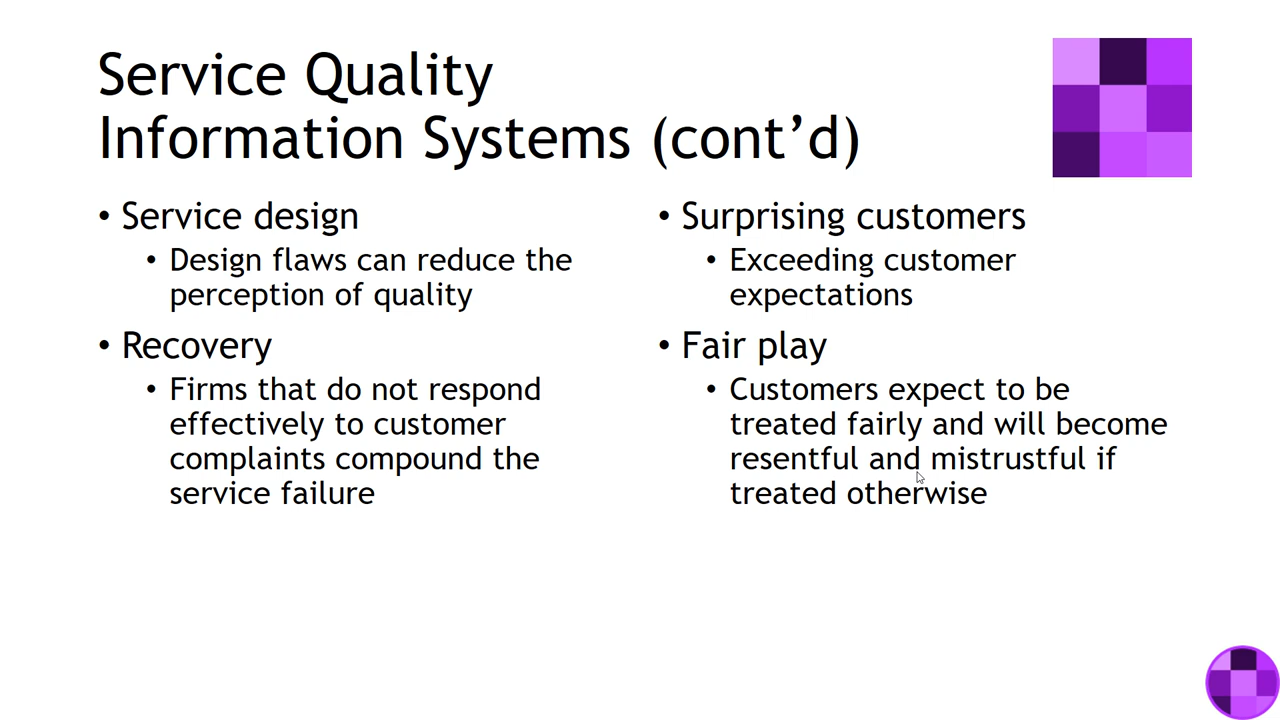 Service Quality
Information Systems (cont’d)
• Service design
• Design flaws can reduce the
perception of quality
• Recovery
• Firms that do not respond
effectively to customer
complaints compound the
service failure
• Surprising customers
• Exceeding customer
expectations
• Fair play
• Customers expect to be
treated fairly and will become
resentful and mistrustful if
treated otherwise